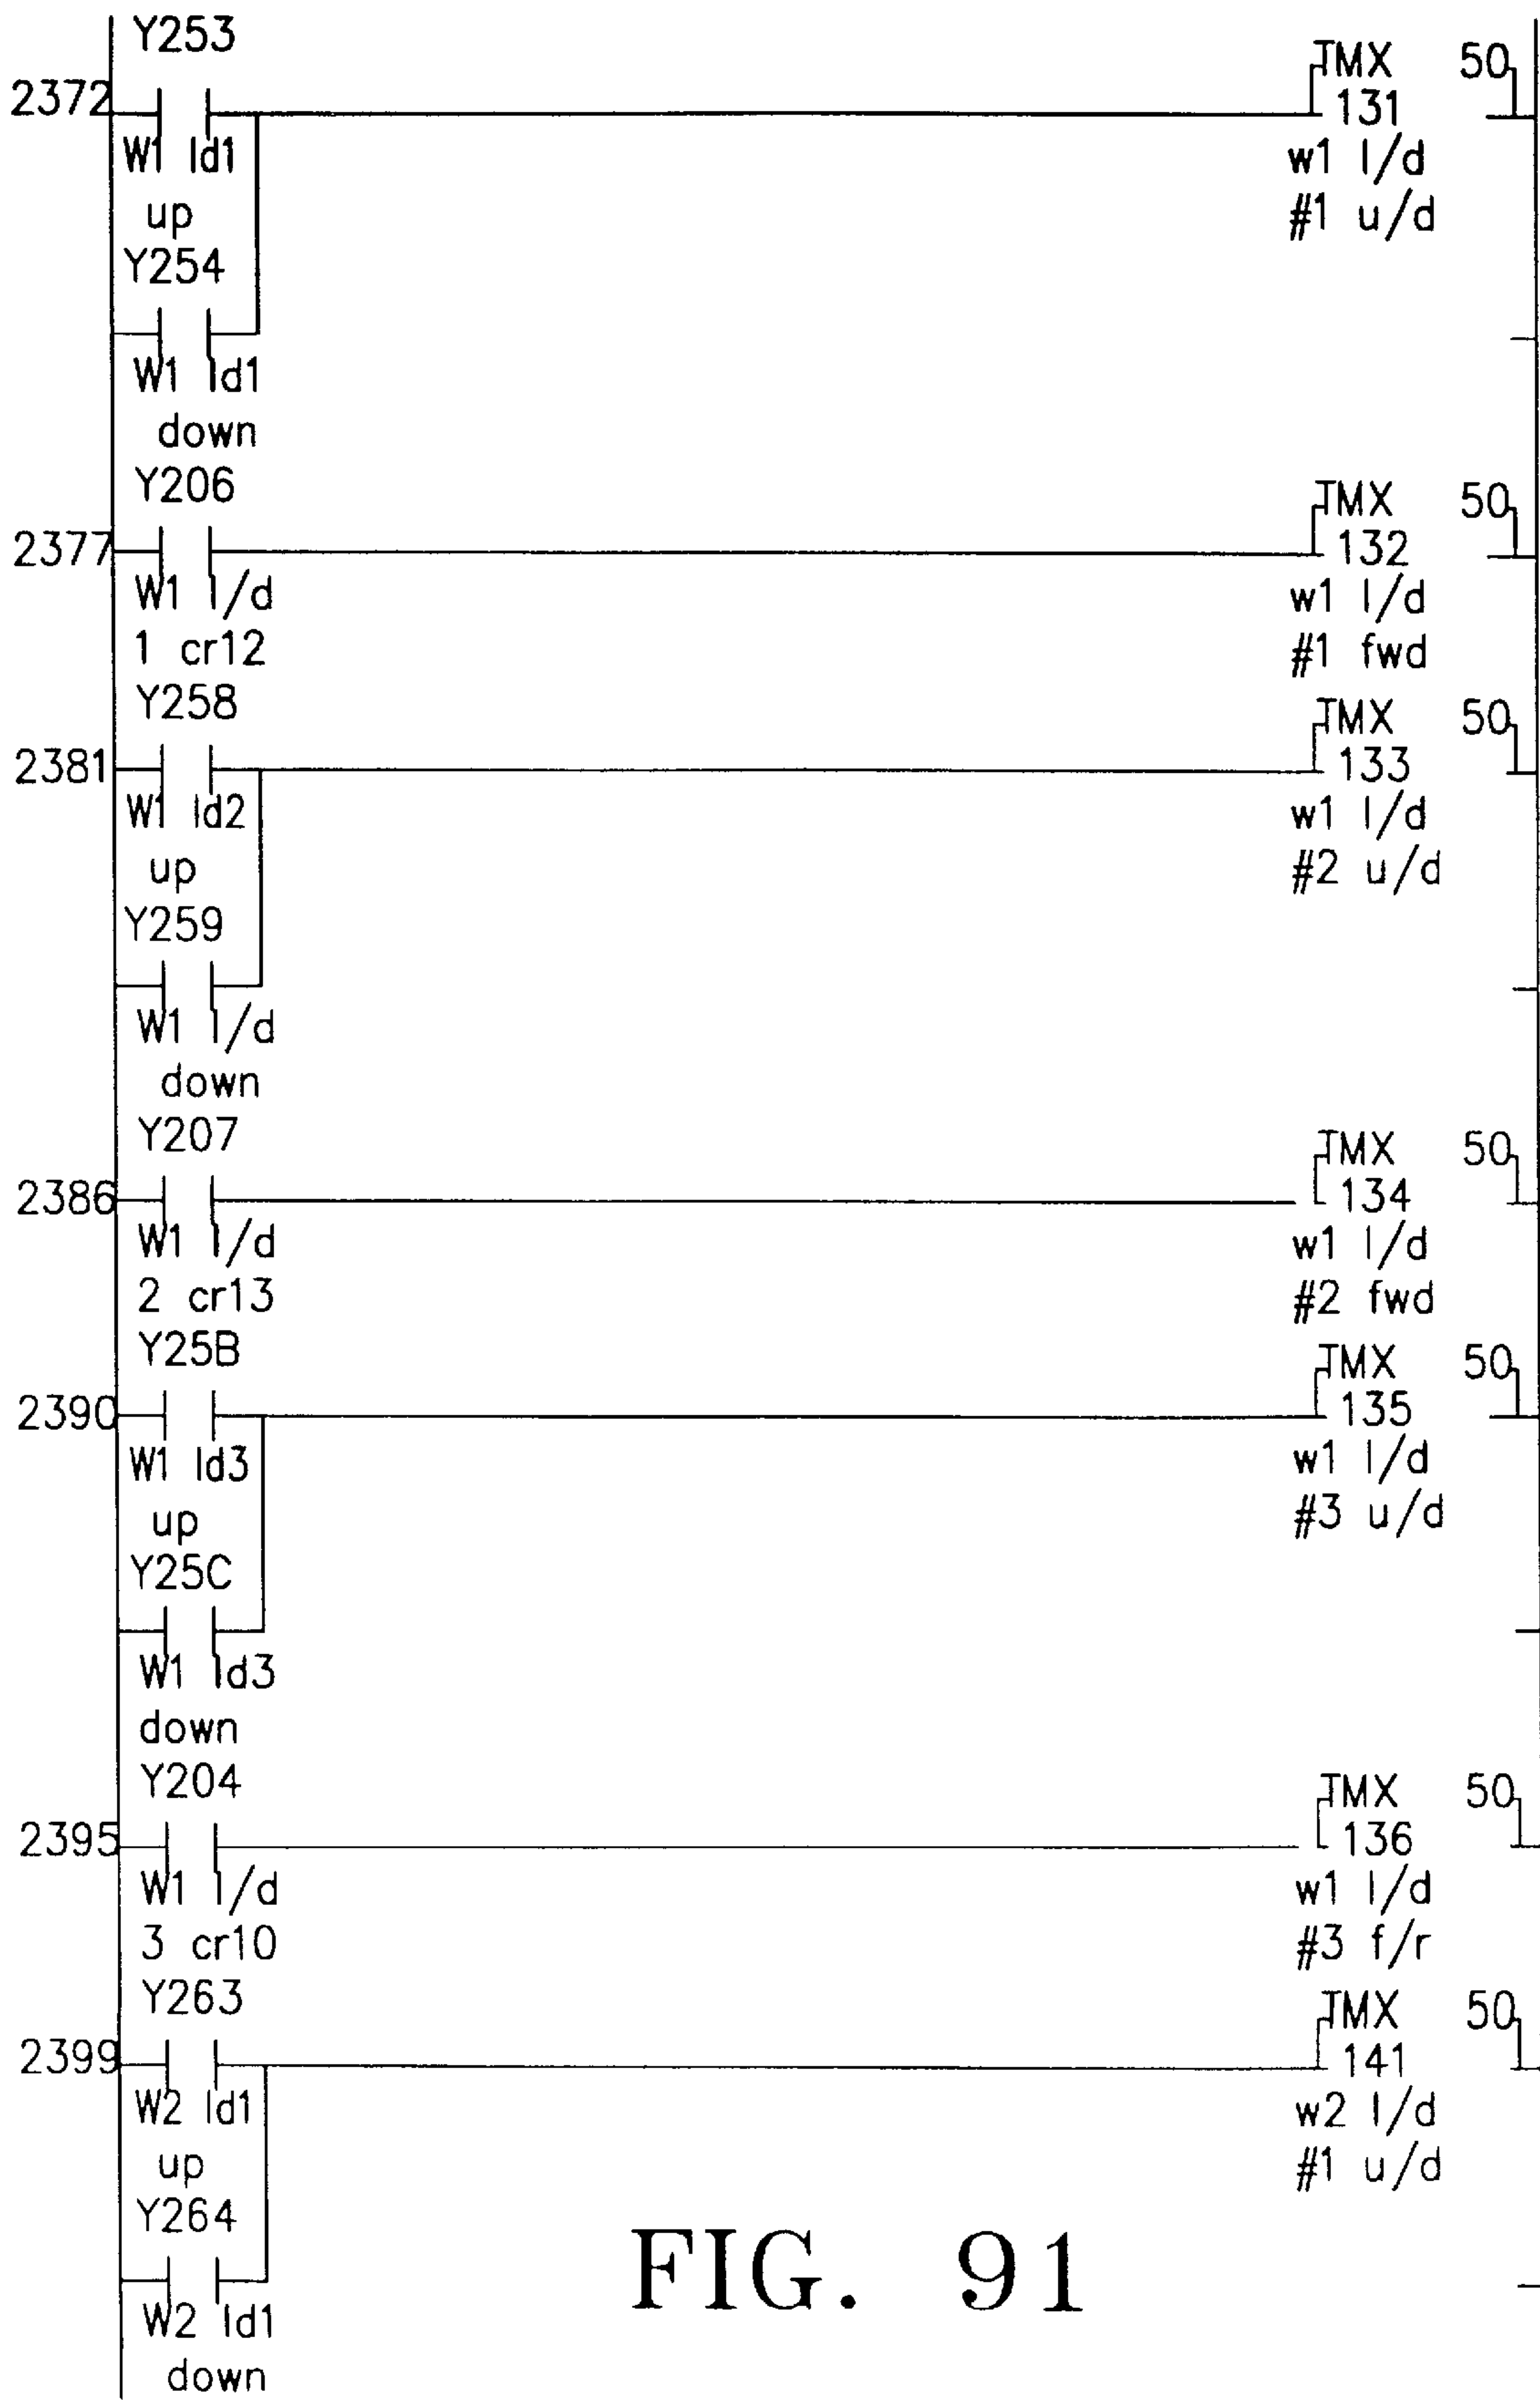 Y253
2372
TMX 50
131
W1 ld1
up
w1 l/d
#1 u/d
Y254
W1 ld1
down
Y206
2377
TMX 50
132
W1 l/d
1 cr12
w1 l/d
#1 fwd
Y258
2381
TMX 50
133
W1 ld2
up
w1 l/d
#2 u/d
Y259
W1 l/d
down
Y207
2386
TMX 50
134
W1 l/d
2 cr13
w1 l/d
#2 fwd
Y25B
2390
TMX 50
135
W1 ld3
up
w1 l/d
#3 u/d
Y25C
W1 ld3
down
Y204
2395
TMX 50
136
W1 l/d
3 cr10
w1 l/d
#3 f/r
Y263
2399
TMX 50
141
W2 ld1
up
w2 l/d
#1 u/d
Y264
W2 ld1
down
FIG. 91